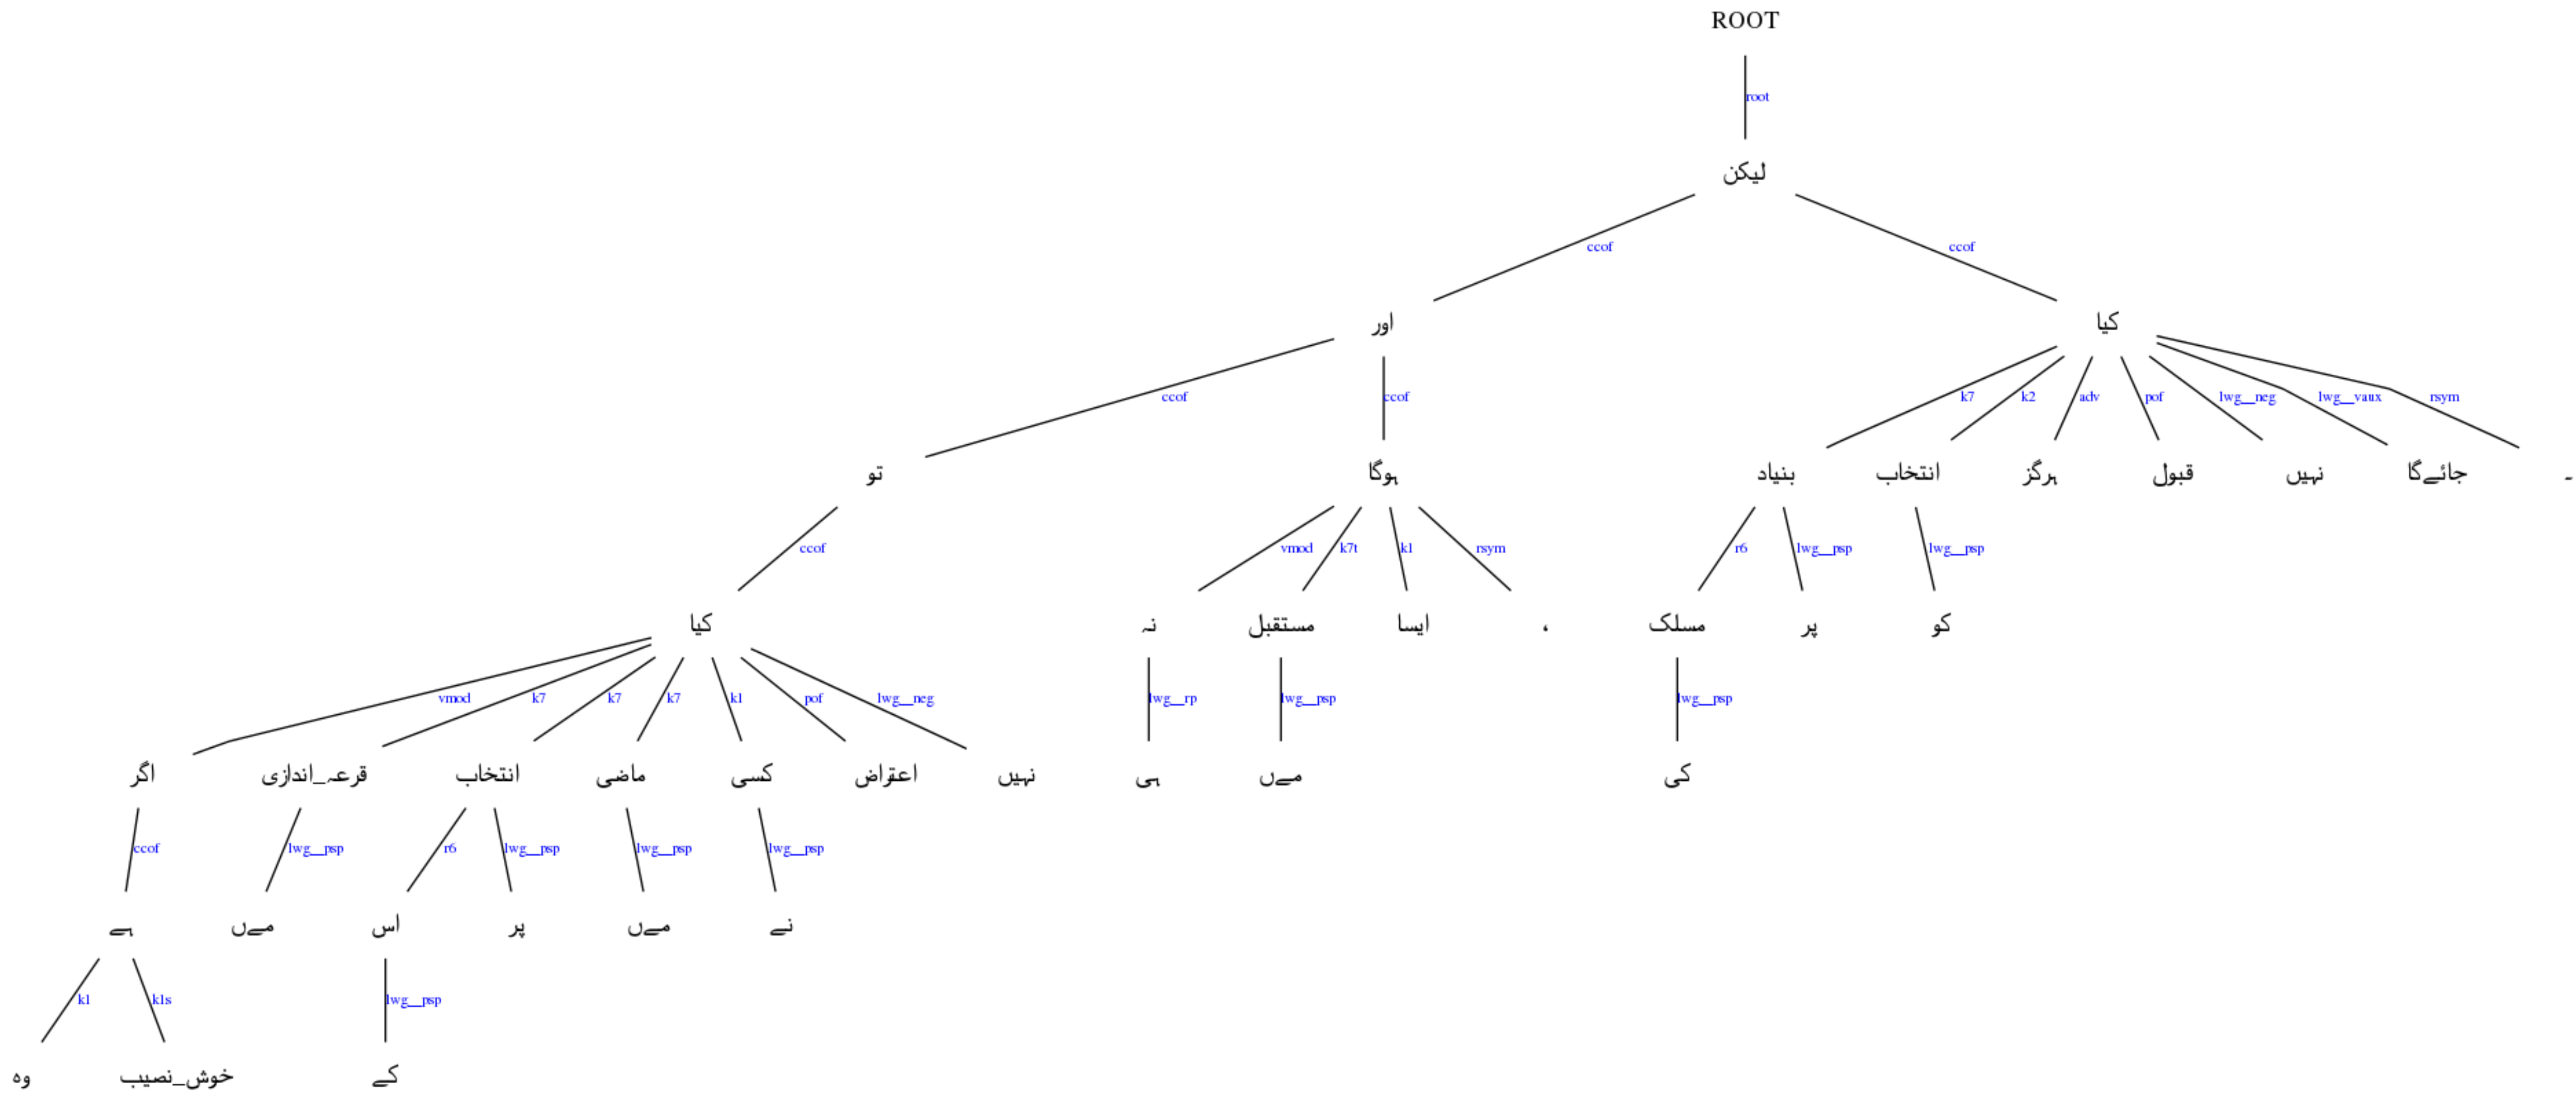 ROOT
root
لیکن
ccof ccof
اور کیا
ccof ccof k7 k2 adv pof lwg__neg lwg__vaux rsym
تو ہوگا بنیاد انتخاب ہرگز قبول نہیں جائےگا ۔
ccof vmod k7t k1 rsym r6 lwg__psp lwg__psp
کیا نہ مستقبل ایسا ، مسلک پر کو
vmod k7 k7 k7 k1 pof lwg__neg lwg__rp lwg__psp lwg__psp
اگر قرعہ_اندازی انتخاب ماضی کسی اعتراض نہیں ہی مےں کی
ccof lwg__psp r6 lwg__psp lwg__psp lwg__psp
ہے مےں اس پر مےں نے
k1 k1s lwg__psp
وہ خوش_نصیب کے